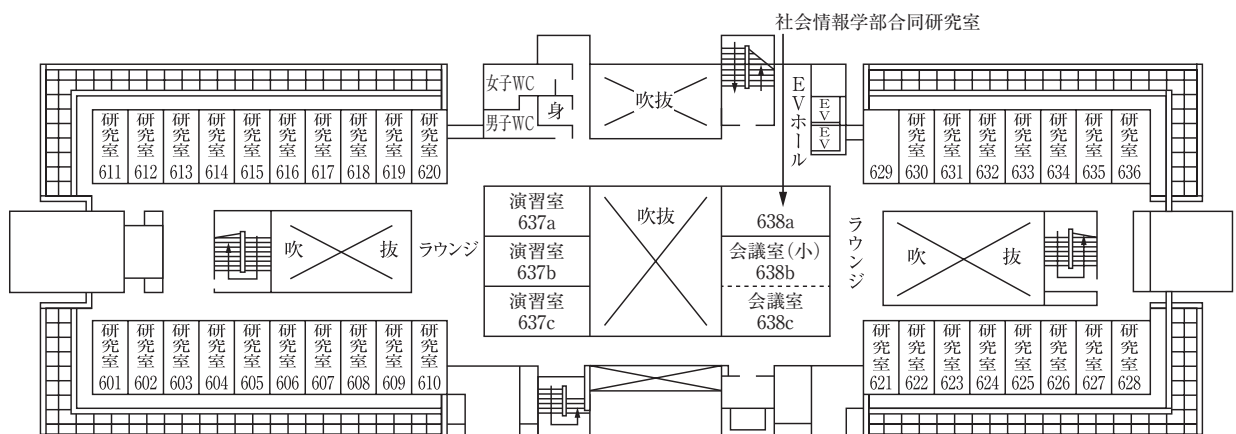 社会情報学部合同研究室
女子WC
身
男子WC
吹抜
EVホール
EV
EV
研究室 611
研究室 612
研究室 613
研究室 614
研究室 615
研究室 616
研究室 617
研究室 618
研究室 619
研究室 620
629
研究室 630
研究室 631
研究室 632
研究室 633
研究室 634
研究室 635
研究室 636
吹抜
ラウンジ
演習室
637a
演習室
637b
演習室
637c
吹抜
638a
会議室(小)
638b
会議室
638c
ラウンジ
吹抜
研究室 601
研究室 602
研究室 603
研究室 604
研究室 605
研究室 606
研究室 607
研究室 608
研究室 609
研究室 610
研究室 621
研究室 622
研究室 623
研究室 624
研究室 625
研究室 626
研究室 627
研究室 628